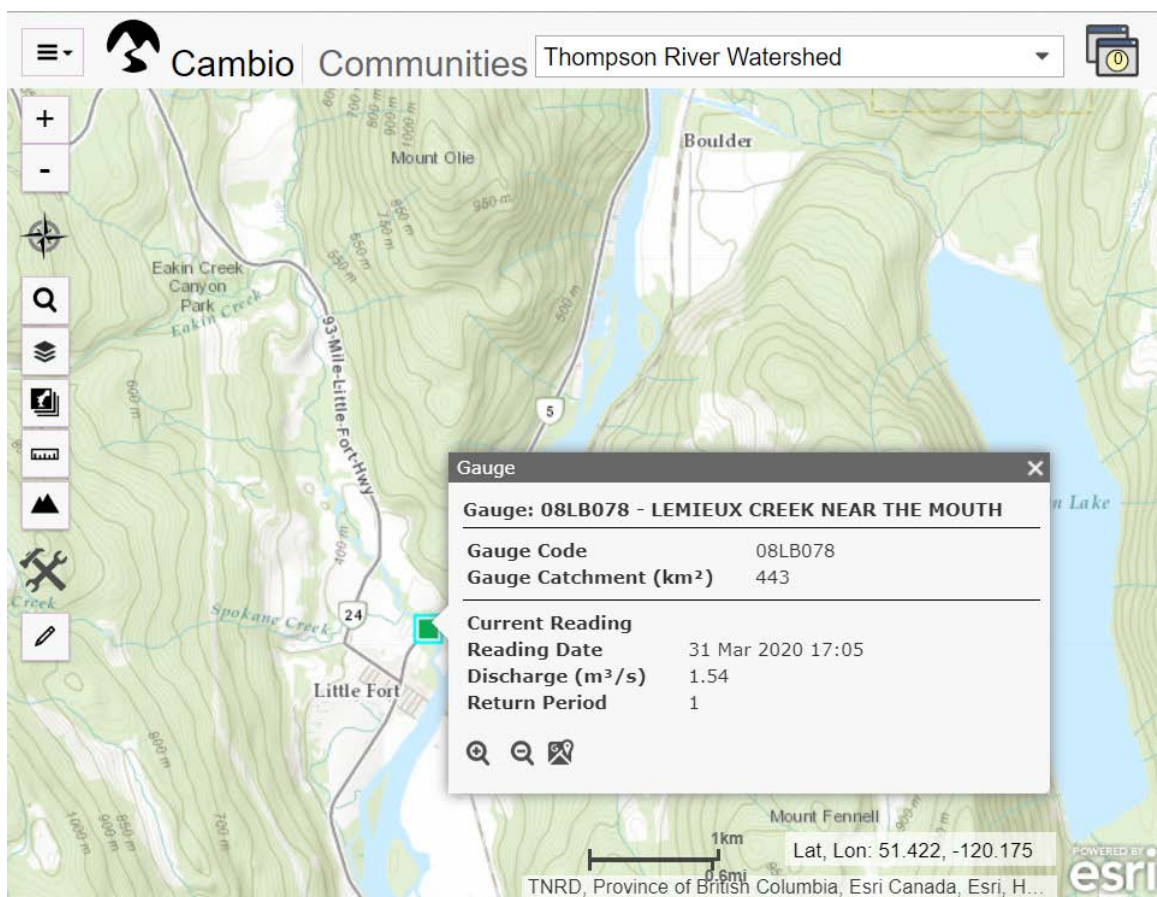 Cambio Communities Thompson River Watershed 0
+
-
Mount Olie
Boulder
950 m
Eakin Creek
Canyon
Park
Eakin Creek
93-Mile-Little-Fort-Hwy
600 m
500 m
5
Gauge
Gauge: 08LB078 - LEMIEUX CREEK NEAR THE MOUTH
Gauge Code 08LB078
Gauge Catchment (km²) 443
Current Reading
Reading Date 31 Mar 2020 17:05
Discharge (m³/s) 1.54
Return Period 1
n Lake
400 m
Creek
Spokane Creek
24
Little Fort
800 m
1000 m
900 m
850 m
700 m
Mount Fennell
900 m
1km
0.6mi
Lat, Lon: 51.422, -120.175
TNRD, Province of British Columbia, Esri Canada, Esri, H...
POWERED BY
esri